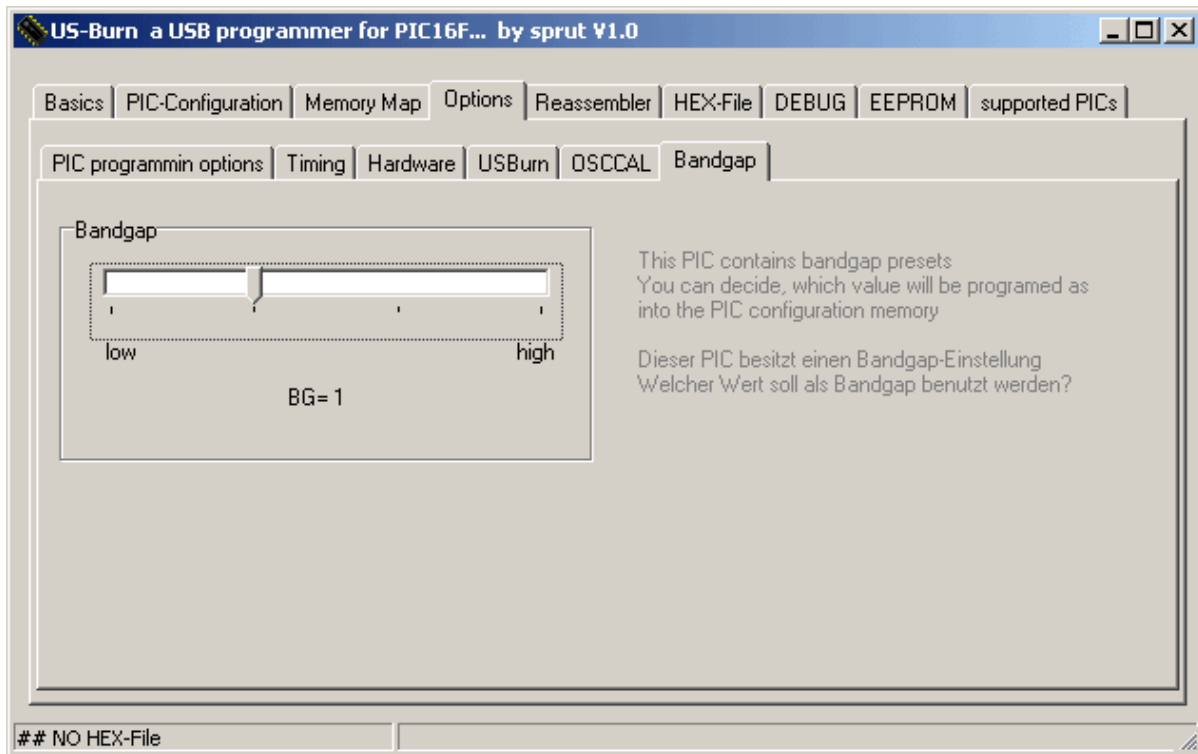 US-Burn a USB programmer for PIC16F... by sprut V1.0
Basics PIC-Configuration Memory Map Options Reassembler HEX-File DEBUG EEPROM supported PICs
PIC programmin options Timing Hardware USBurn OSCCAL Bandgap
Bandgap
low high
BG= 1
This PIC contains bandgap presets
You can decide, which value will be programed as
into the PIC configuration memory
Dieser PIC besitzt einen Bandgap-Einstellung
Welcher Wert soll als Bandgap benutzt werden?
## NO HEX-File